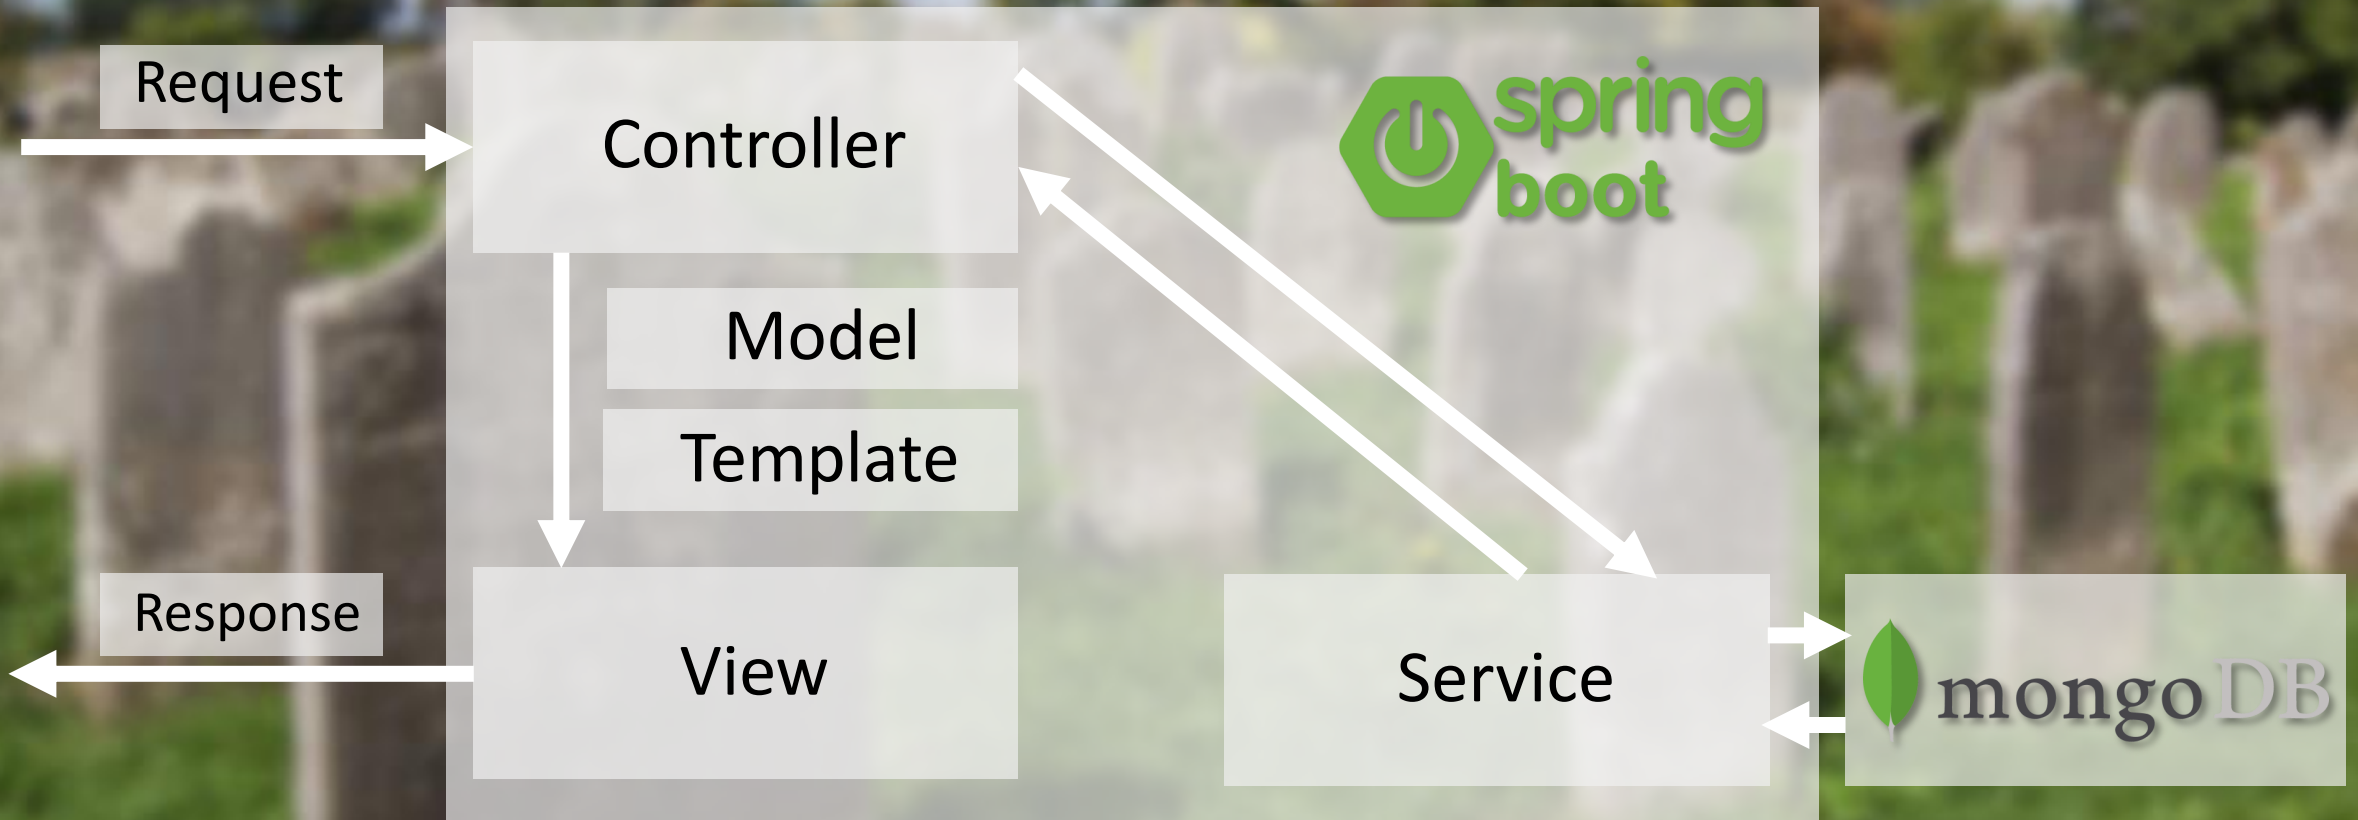 Request
Controller
spring
boot
Model
Template
Response
View
Service
mongoDB